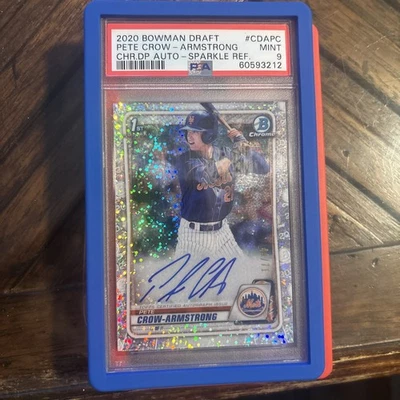 2020 BOWMAN DRAFT #CDAPC
PETE CROW-ARMSTRONG MINT
CHR.DP AUTO-SPARKLE REF. 9
PSA 60593212
1st
Chrome
PETE
CROW-ARMSTRONG